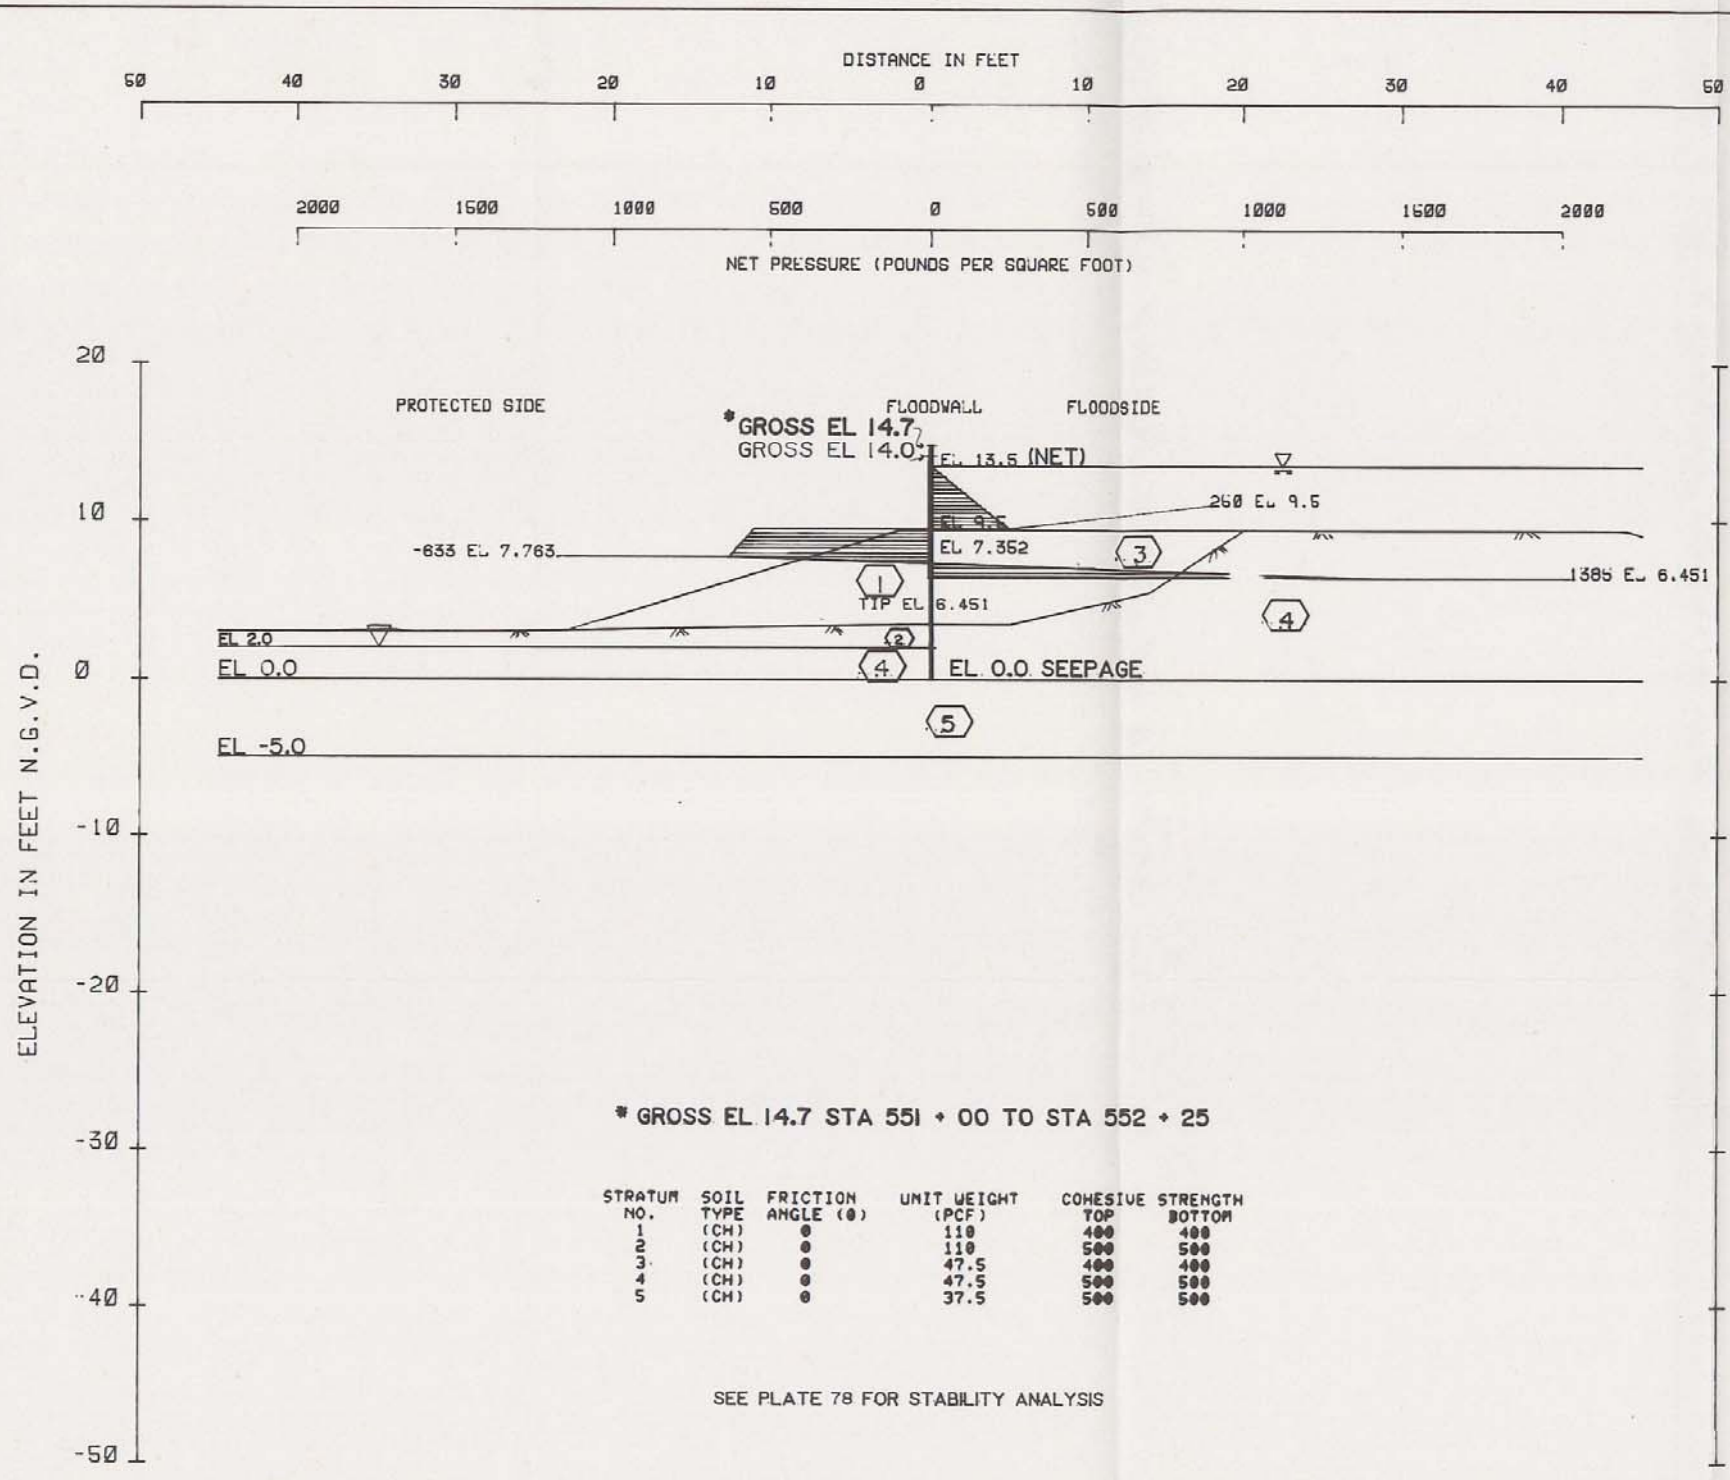 DISTANCE IN FEET
50 40 30 20 10 0 10 20 30 40 50
2000 1500 1000 500 0 500 1000 1500 2000
NET PRESSURE (POUNDS PER SQUARE FOOT)
ELEVATION IN FEET N.G.V.D.
20
10
0
-10
-20
-30
-40
-50
PROTECTED SIDE
FLOODWALL
FLOODSIDE
* GROSS EL 14.7
GROSS EL 14.0
EL 13.5 (NET)
260 EL 9.5
EL 9.5
-633 EL 7.763
EL 7.352
3
1
1385 EL 6.451
TIP EL 6.451
4
EL 2.0
2
EL 0.0
4
EL. 0.0 SEEPAGE
5
EL -5.0
* GROSS EL 14.7 STA 551 + 00 TO STA 552 + 25
STRATUM SOIL FRICTION UNIT WEIGHT COHESIVE STRENGTH
NO. TYPE ANGLE (0) (PCF) TOP BOTTOM
1 (CH) 0 110 400 400
2 (CH) 0 110 500 500
3 (CH) 0 47.5 400 400
4 (CH) 0 47.5 500 500
5 (CH) 0 37.5 500 500
SEE PLATE 78 FOR STABILITY ANALYSIS